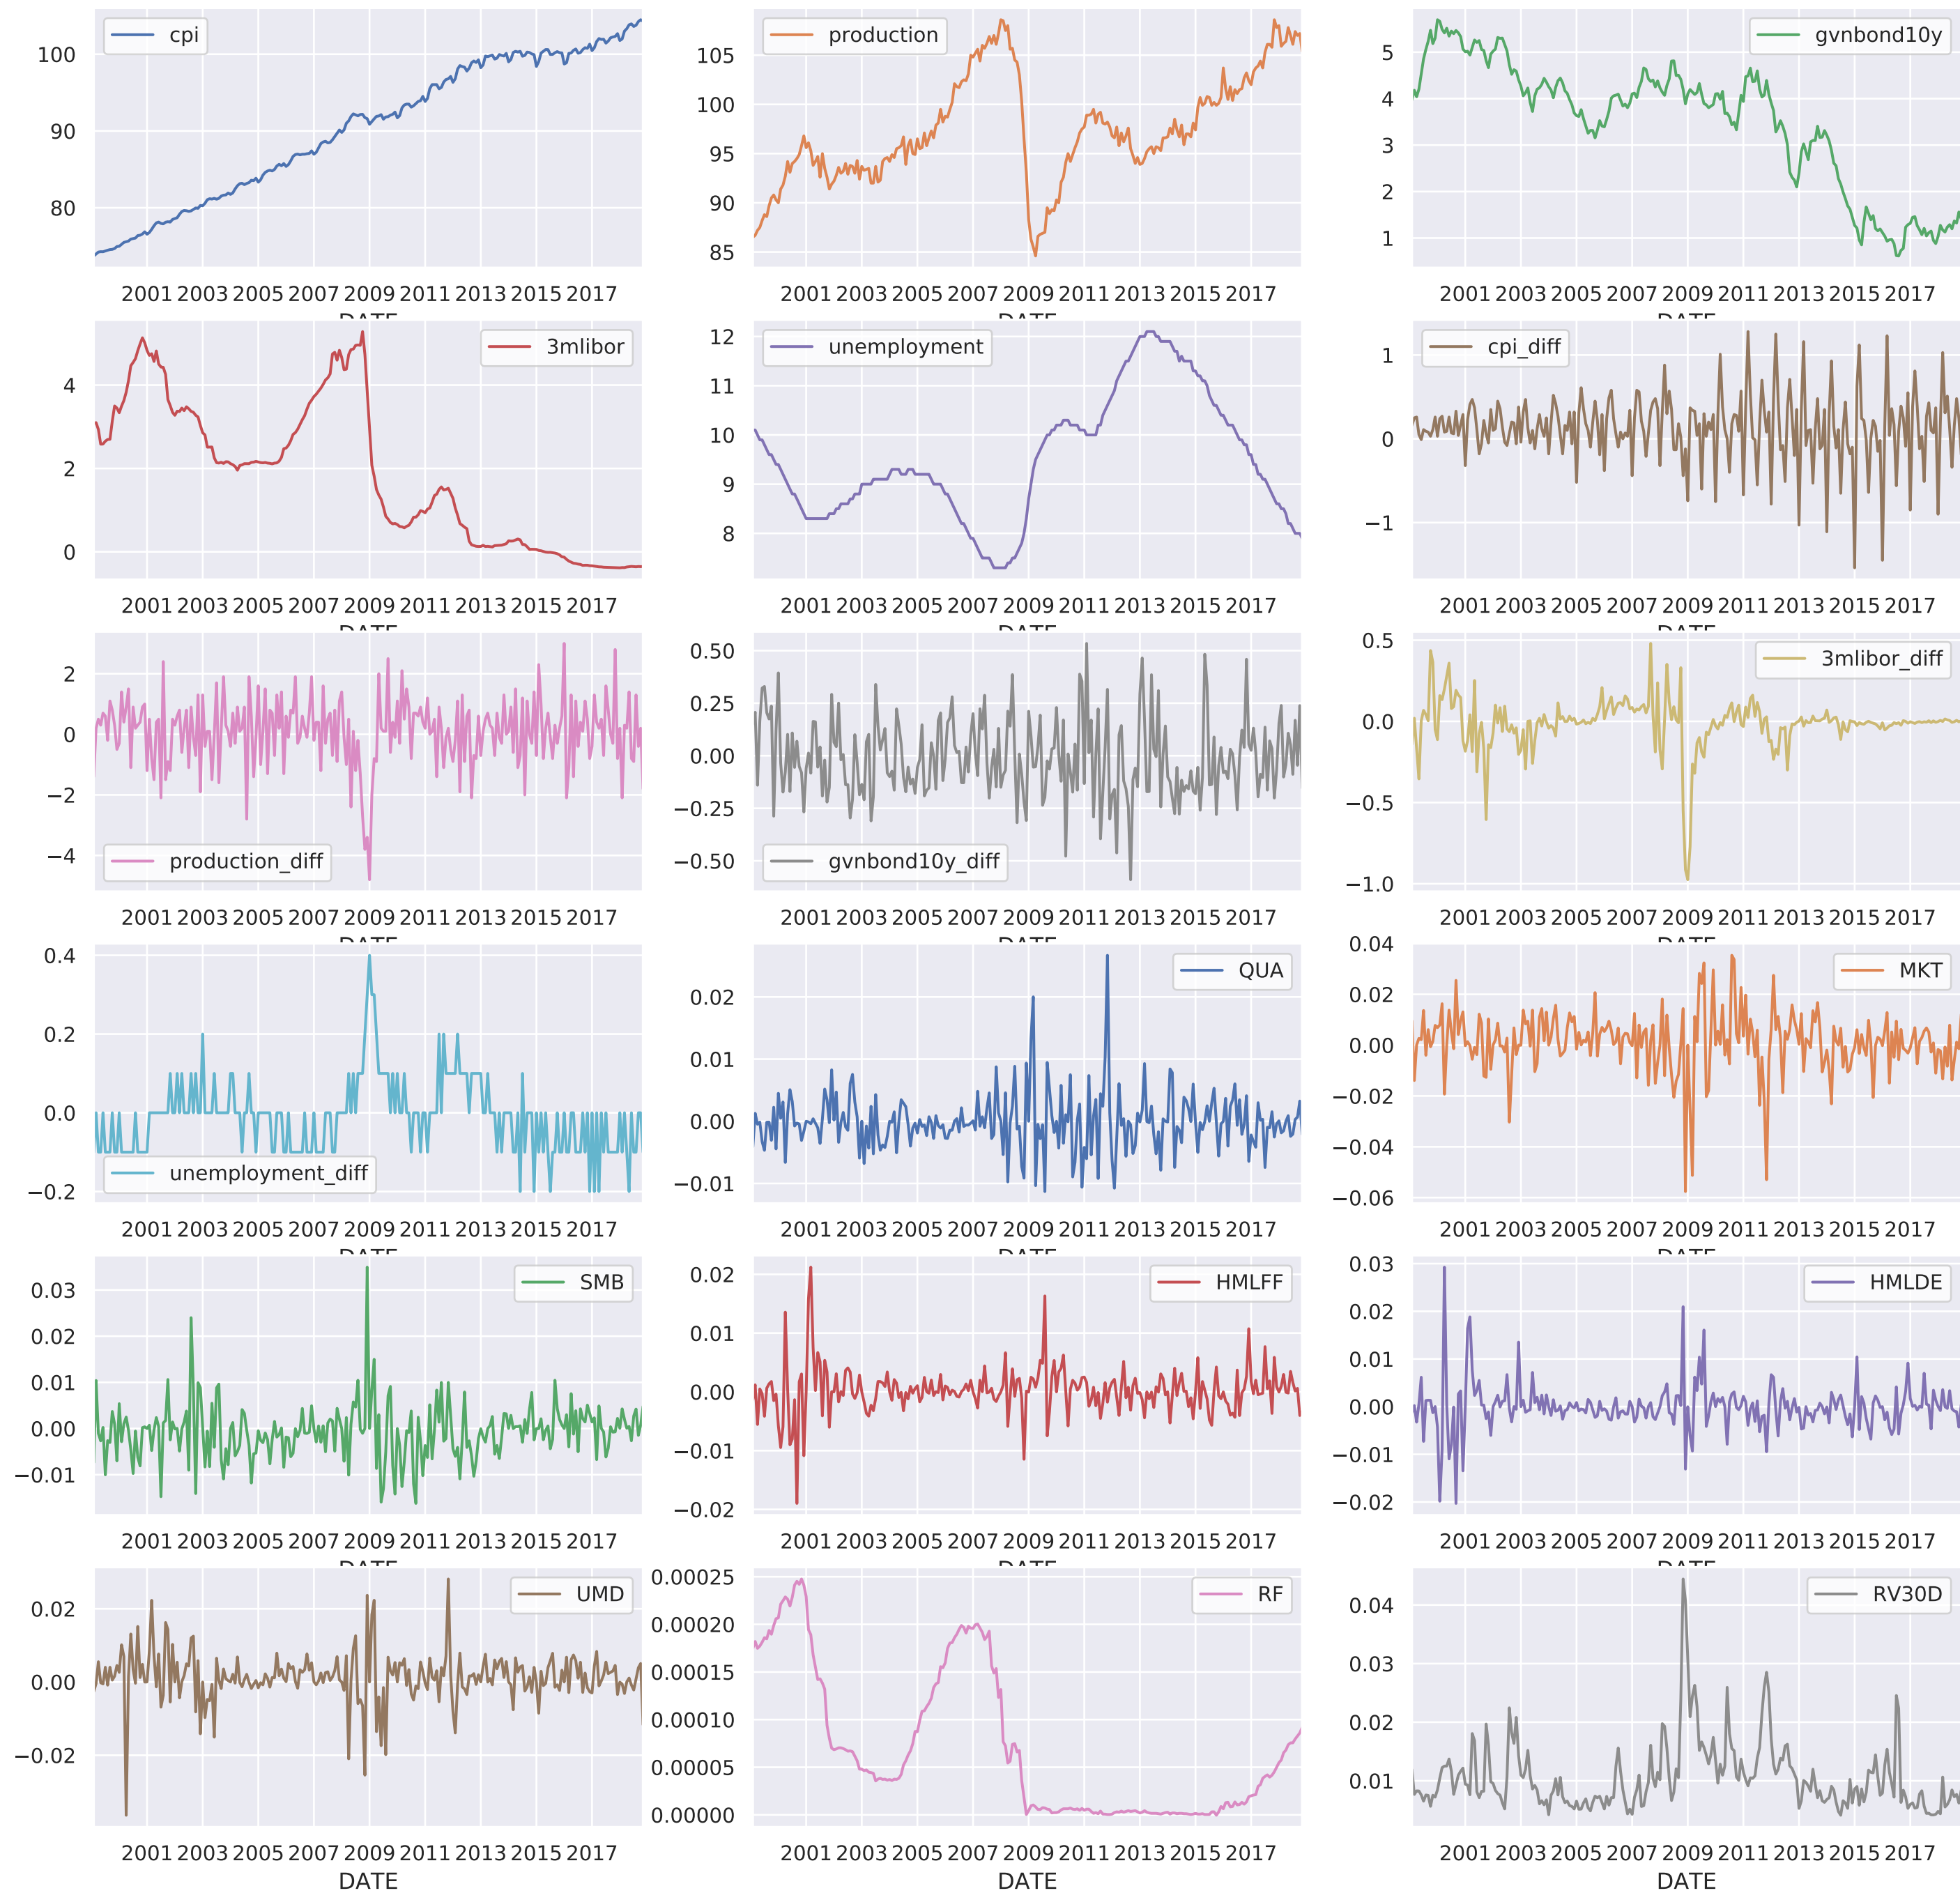 cpi
100
90
80
2001 2003 2005 2007 2009 2011 2013 2015 2017
DATE
production
105
100
95
90
85
2001 2003 2005 2007 2009 2011 2013 2015 2017
DATE
gvnbond10y
5
4
3
2
1
2001 2003 2005 2007 2009 2011 2013 2015 2017
DATE
3mlibor
4
2
0
2001 2003 2005 2007 2009 2011 2013 2015 2017
DATE
unemployment
12
11
10
9
8
2001 2003 2005 2007 2009 2011 2013 2015 2017
DATE
cpi_diff
1
0
−1
2001 2003 2005 2007 2009 2011 2013 2015 2017
DATE
2
0
−2
−4
production_diff
2001 2003 2005 2007 2009 2011 2013 2015 2017
DATE
0.50
0.25
0.00
−0.25
−0.50
gvnbond10y_diff
2001 2003 2005 2007 2009 2011 2013 2015 2017
DATE
3mlibor_diff
0.5
0.0
−0.5
−1.0
2001 2003 2005 2007 2009 2011 2013 2015 2017
DATE
0.4
0.2
0.0
−0.2
unemployment_diff
2001 2003 2005 2007 2009 2011 2013 2015 2017
DATE
QUA
0.02
0.01
0.00
−0.01
2001 2003 2005 2007 2009 2011 2013 2015 2017
DATE
MKT
0.04
0.02
0.00
−0.02
−0.04
−0.06
2001 2003 2005 2007 2009 2011 2013 2015 2017
DATE
SMB
0.03
0.02
0.01
0.00
−0.01
2001 2003 2005 2007 2009 2011 2013 2015 2017
DATE
HMLFF
0.02
0.01
0.00
−0.01
−0.02
2001 2003 2005 2007 2009 2011 2013 2015 2017
DATE
HMLDE
0.03
0.02
0.01
0.00
−0.01
−0.02
2001 2003 2005 2007 2009 2011 2013 2015 2017
DATE
UMD
0.02
0.00
−0.02
2001 2003 2005 2007 2009 2011 2013 2015 2017
DATE
RF
0.00025
0.00020
0.00015
0.00010
0.00005
0.00000
2001 2003 2005 2007 2009 2011 2013 2015 2017
DATE
RV30D
0.04
0.03
0.02
0.01
2001 2003 2005 2007 2009 2011 2013 2015 2017
DATE